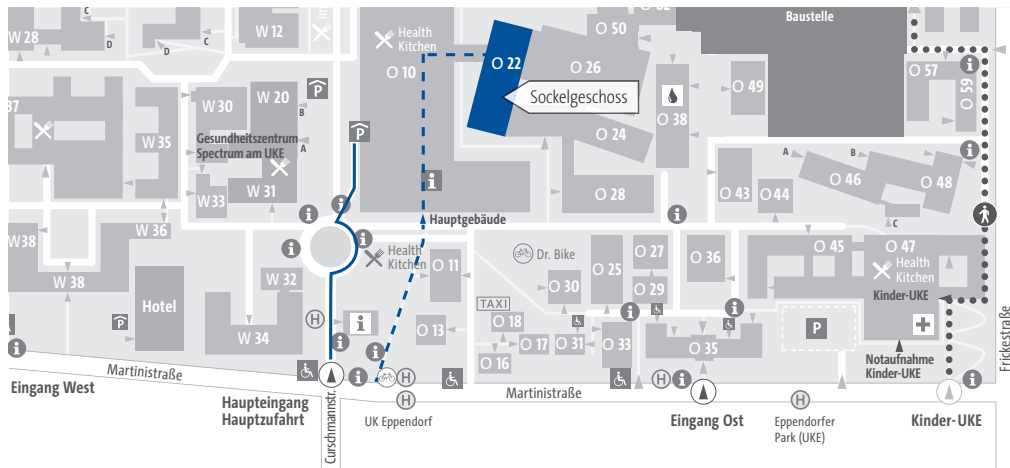 W 28
C
D
D
C
W 12
Health
Kitchen
O 10
O 50
O 22
O 26
Sockelgeschoss
Baustelle
O 57
O 59
O 49
O 38
O 24
37
W 30
W 20
B
A
W 35
Gesundheitszentrum
Spectrum am UKE
W 33
W 31
O 28
O 43
O 44
A
B
O 46
O 48
C
Hauptgebäude
W 38
W 36
W 38
Hotel
W 32
W 34
Health
Kitchen
O 11
O 13
Dr. Bike
TAXI
O 30
O 25
O 27
O 29
O 36
O 45
O 47
Health
Kitchen
Kinder-UKE
O 18
O 17
O 16
O 31
O 33
O 35
P
Notaufnahme
Kinder-UKE
Frickestraße
H
H
H
H
H
Martinistraße
Martinistraße
Eingang West
Haupteingang
Hauptzufahrt
Curschmannstr.
UK Eppendorf
Eingang Ost
Eppendorfer
Park (UKE)
Kinder-UKE